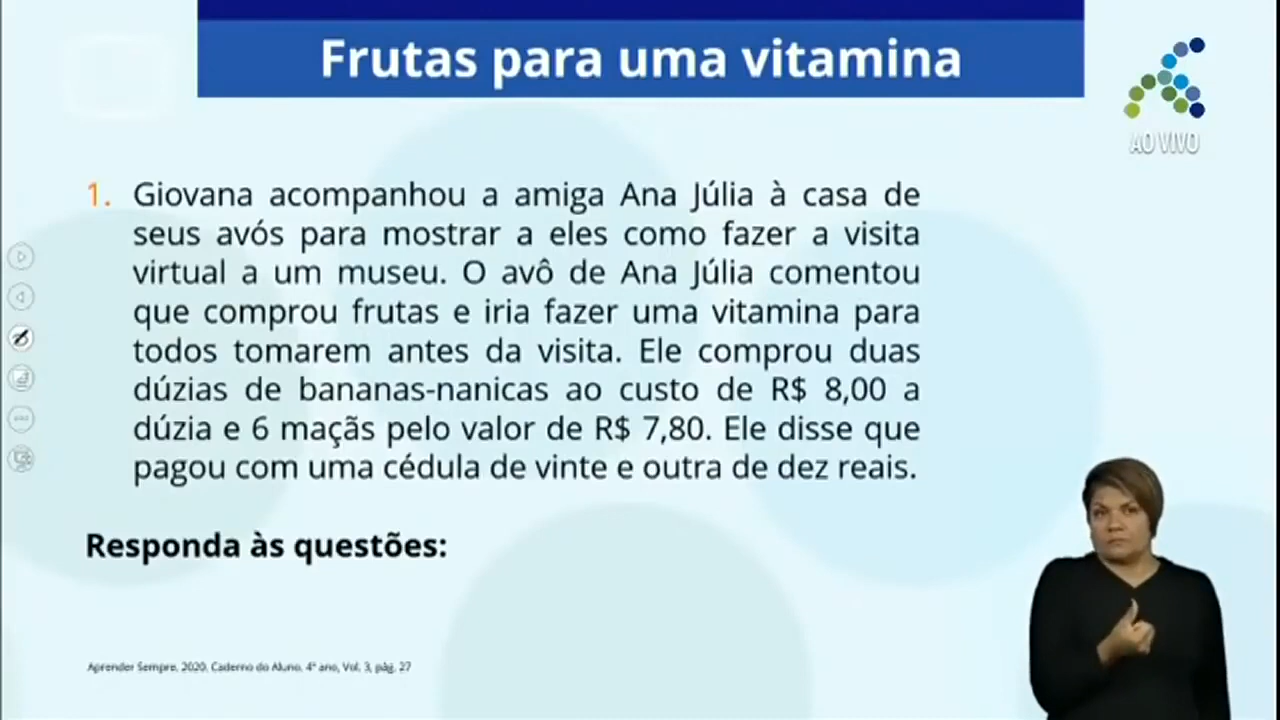 Frutas para uma vitamina
AO VIVO
1. Giovana acompanhou a amiga Ana Júlia à casa de
seus avós para mostrar a eles como fazer a visita
virtual a um museu. O avô de Ana Júlia comentou
que comprou frutas e iria fazer uma vitamina para
todos tomarem antes da visita. Ele comprou duas
dúzias de bananas-nanicas ao custo de R$ 8,00 a
dúzia e 6 maçãs pelo valor de R$ 7,80. Ele disse que
pagou com uma cédula de vinte e outra de dez reais.
Responda às questões:
Aprender Sempre, 2020. Caderno do Aluno, 4° ano, Vol. 3, pág. 27